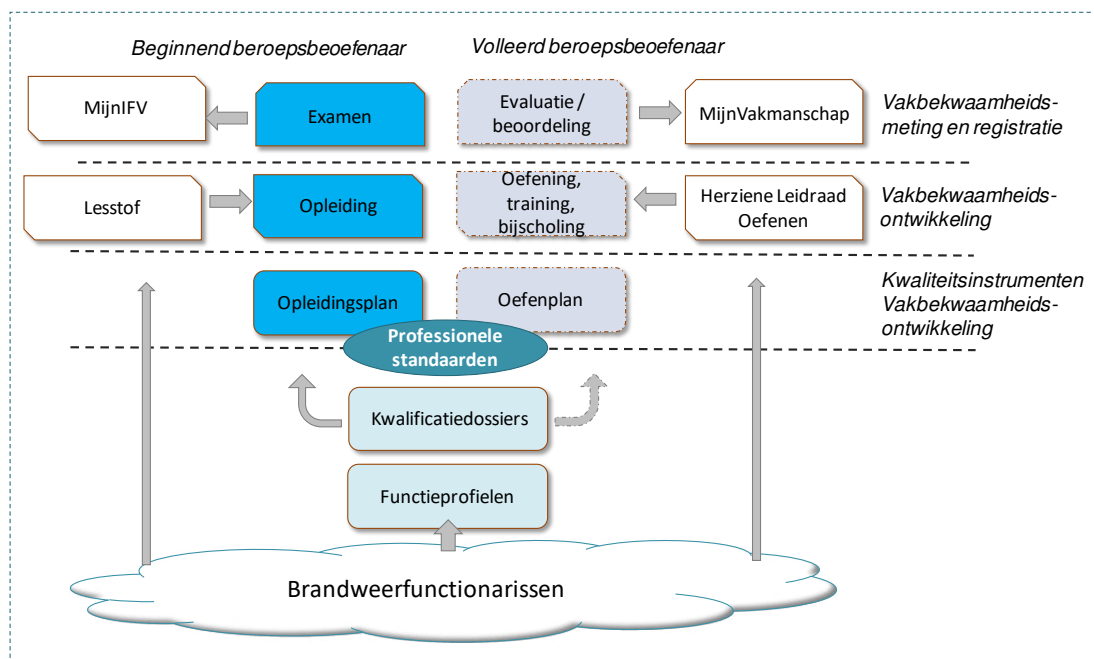 Beginnend beroepsbeoefenaar
Volleerd beroepsbeoefenaar
MijnIFV
Examen
Evaluatie /
beoordeling
MijnVakmanschap
Vakbekwaamheids-
meting en registratie
Lesstof
Opleiding
Oefening,
training,
bijscholing
Herziene Leidraad
Oefenen
Vakbekwaamheids-
ontwikkeling
Opleidingsplan
Oefenplan
Kwaliteitsinstrumenten
Vakbekwaamheids-
ontwikkeling
Professionele
standaarden
Kwalificatiedossiers
Functieprofielen
Brandweerfunctionarissen